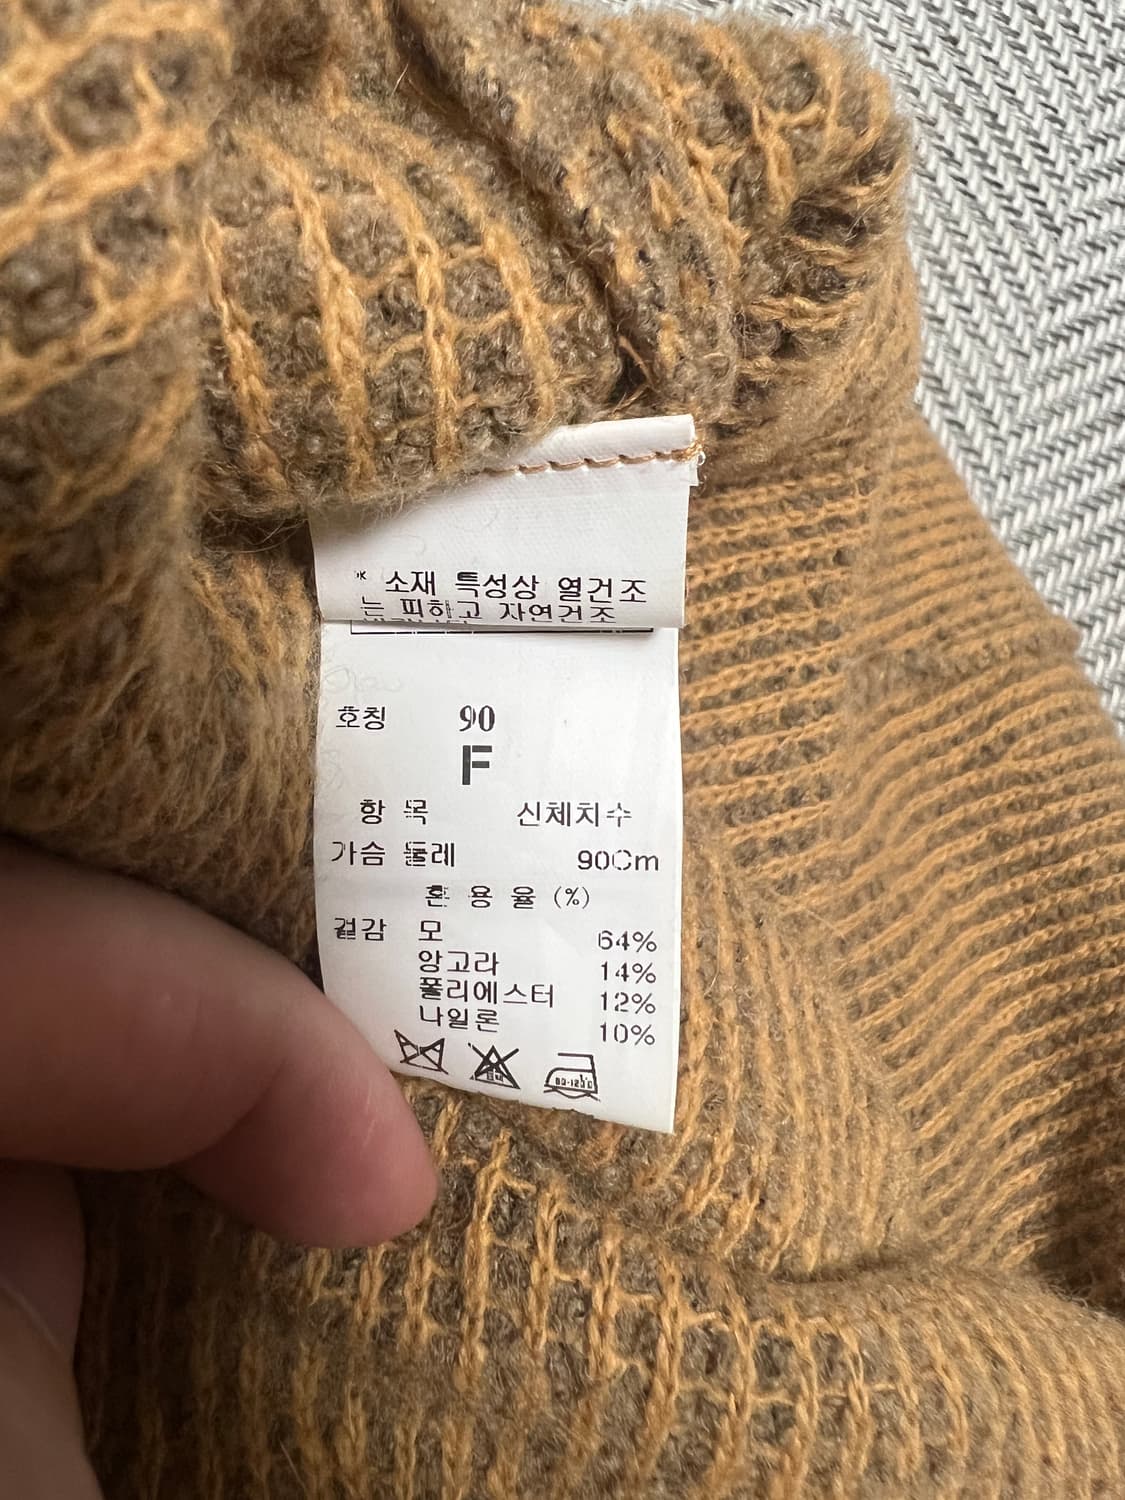 * 소재 특성상 열건조
는 피하고 자연건조
호칭 90
F
항 목 신체치수
가슴 둘레 90Cm
혼 용 율 (%)
겉감 모 64%
앙고라 14%
폴리에스터 12%
나일론 10%
80-120°C